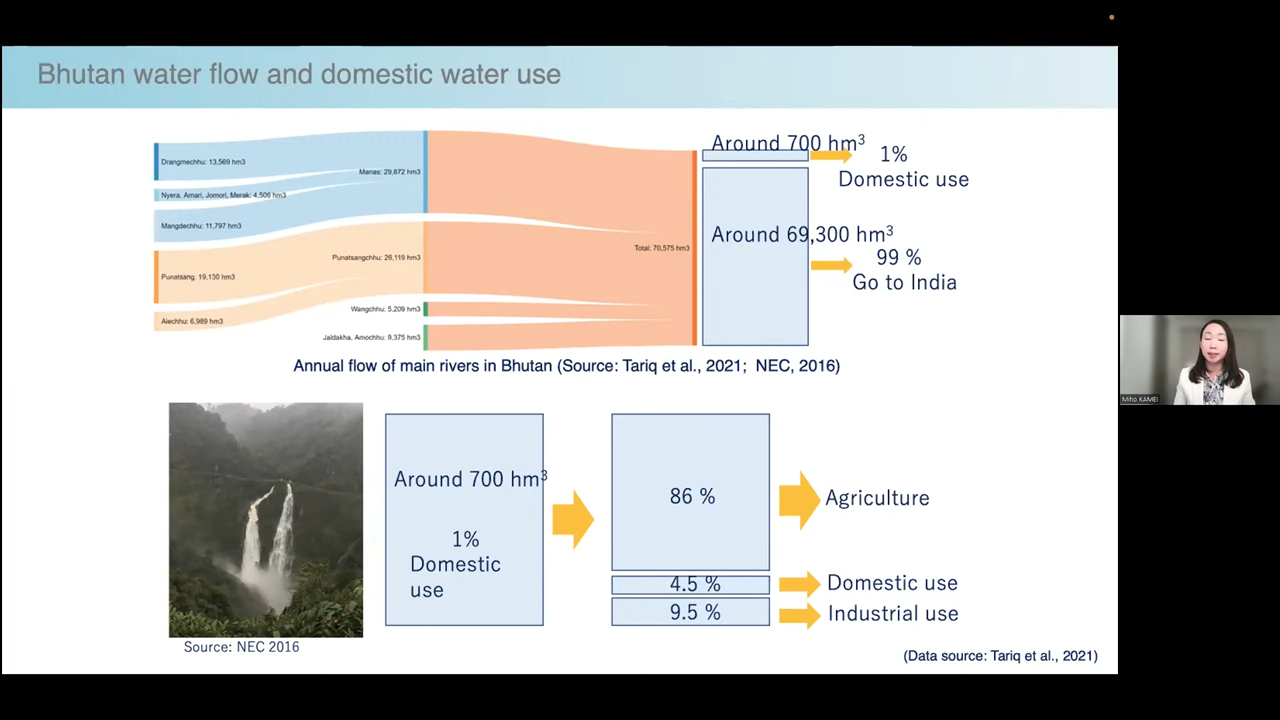 Bhutan water flow and domestic water use
Drangmechhu: 13,569 hm3
Nyera, Amari, Jomori, Merak: 4,506 hm3
Mangdechhu: 11,797 hm3
Punatsang: 19,130 hm3
Aiechhu: 6,989 hm3
Manas: 29,872 hm3
Punatsangchhu: 26,119 hm3
Wangchhu: 5,209 hm3
Jaldakha, Amochhu: 9,375 hm3
Total: 70,575 hm3
Around 700 hm³
1%
Domestic use
Around 69,300 hm³
99 %
Go to India
Annual flow of main rivers in Bhutan (Source: Tariq et al., 2021; NEC, 2016)
Miho KAMEI
Around 700 hm³
1%
Domestic
use
86 %
Agriculture
4.5 %
Domestic use
9.5 %
Industrial use
Source: NEC 2016
(Data source: Tariq et al., 2021)